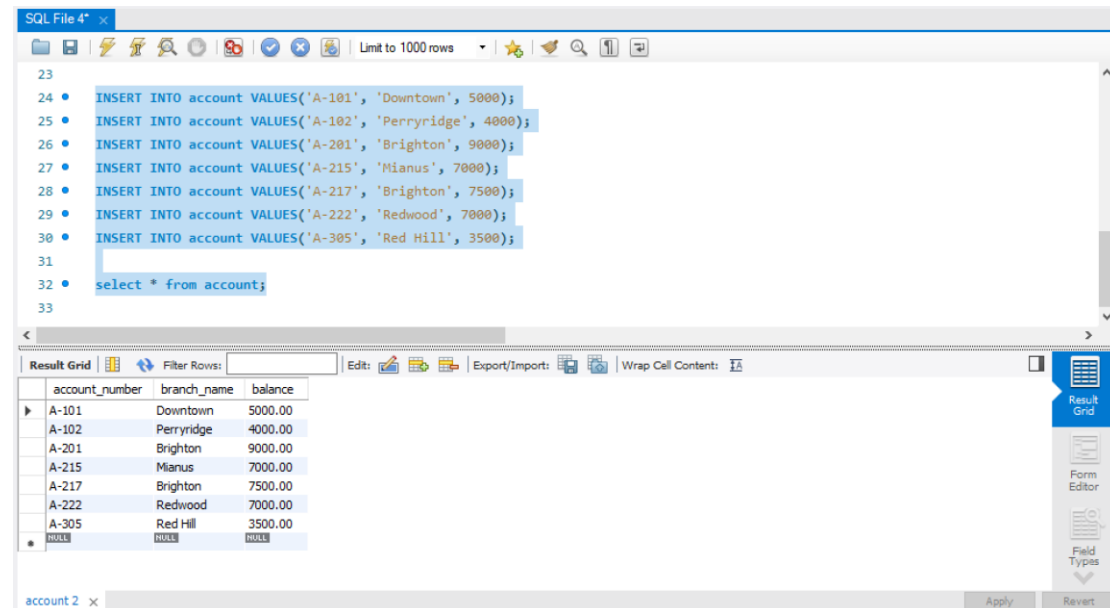 SQL File 4*
Limit to 1000 rows
23
24 INSERT INTO account VALUES('A-101', 'Downtown', 5000);
25 INSERT INTO account VALUES('A-102', 'Perryridge', 4000);
26 INSERT INTO account VALUES('A-201', 'Brighton', 9000);
27 INSERT INTO account VALUES('A-215', 'Mianus', 7000);
28 INSERT INTO account VALUES('A-217', 'Brighton', 7500);
29 INSERT INTO account VALUES('A-222', 'Redwood', 7000);
30 INSERT INTO account VALUES('A-305', 'Red Hill', 3500);
31
32 select * from account;
33
Result Grid Filter Rows: Edit: Export/Import: Wrap Cell Content:
account_number branch_name balance
A-101 Downtown 5000.00
A-102 Perryridge 4000.00
A-201 Brighton 9000.00
A-215 Mianus 7000.00
A-217 Brighton 7500.00
A-222 Redwood 7000.00
A-305 Red Hill 3500.00
NULL NULL NULL
Result
Grid
Form
Editor
Field
Types
account 2 Apply Revert